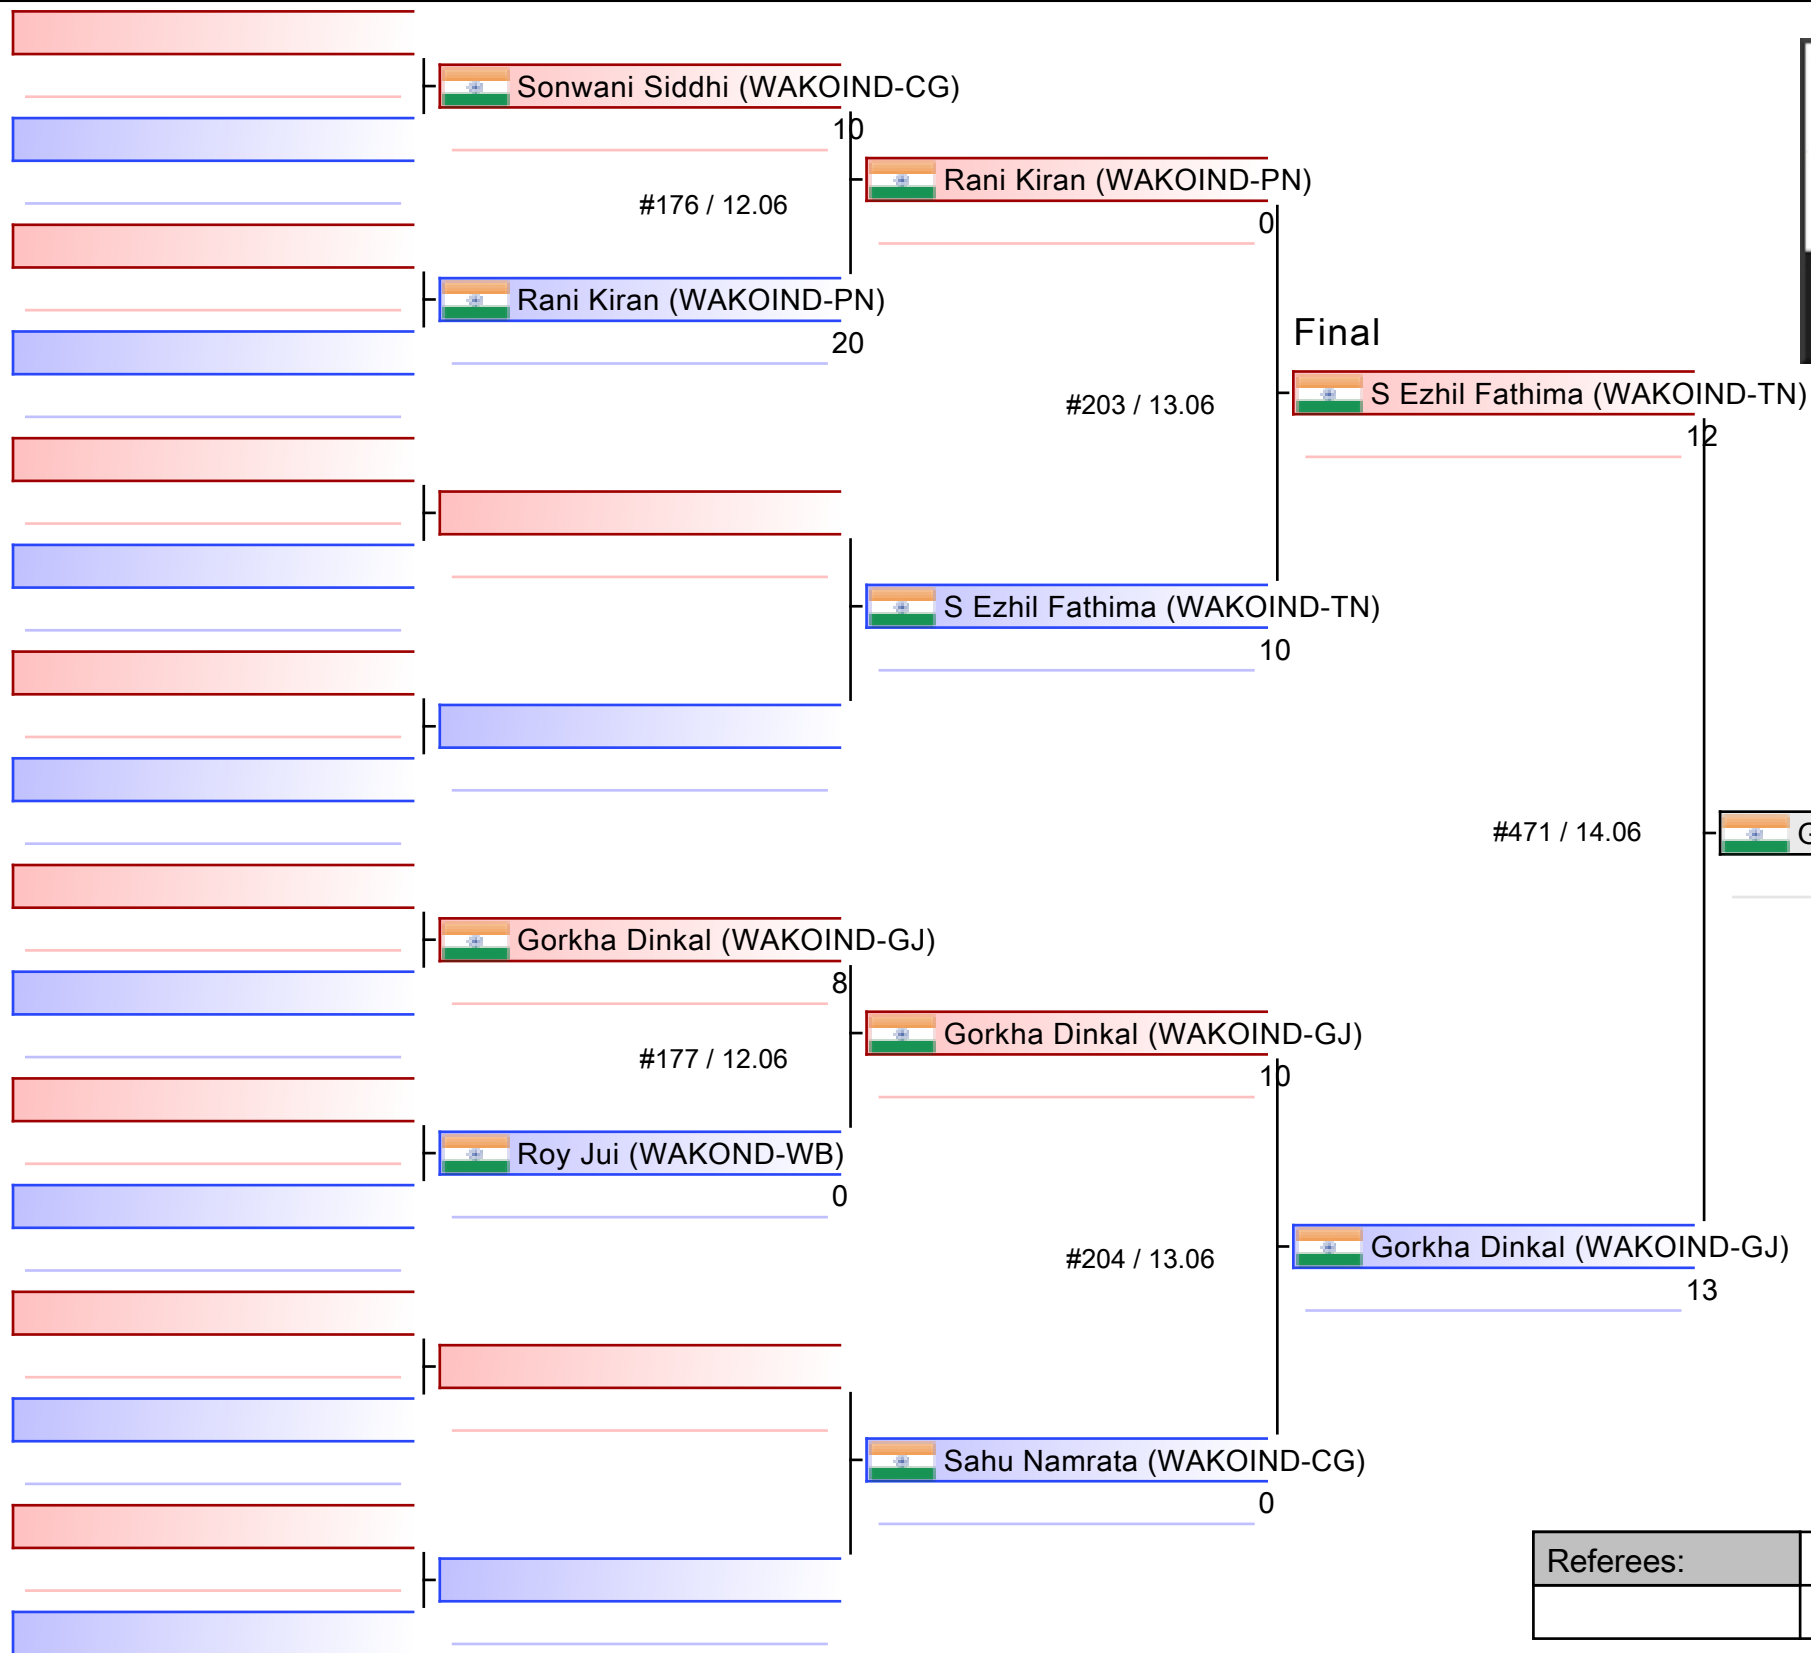 Sonwani Siddhi (WAKOIND-CG)
10
Rani Kiran (WAKOIND-PN)
#176 / 12.06
0
Rani Kiran (WAKOIND-PN)
20
Final
S Ezhil Fathima (WAKOIND-TN)
#203 / 13.06
12
S Ezhil Fathima (WAKOIND-TN)
10
#471 / 14.06
Gorkha Dinkal (WAKOIND-GJ)
8
Gorkha Dinkal (WAKOIND-GJ)
#177 / 12.06
10
Roy Jui (WAKOND-WB)
0
#204 / 13.06
Gorkha Dinkal (WAKOIND-GJ)
13
Sahu Namrata (WAKOIND-CG)
0
Referees: